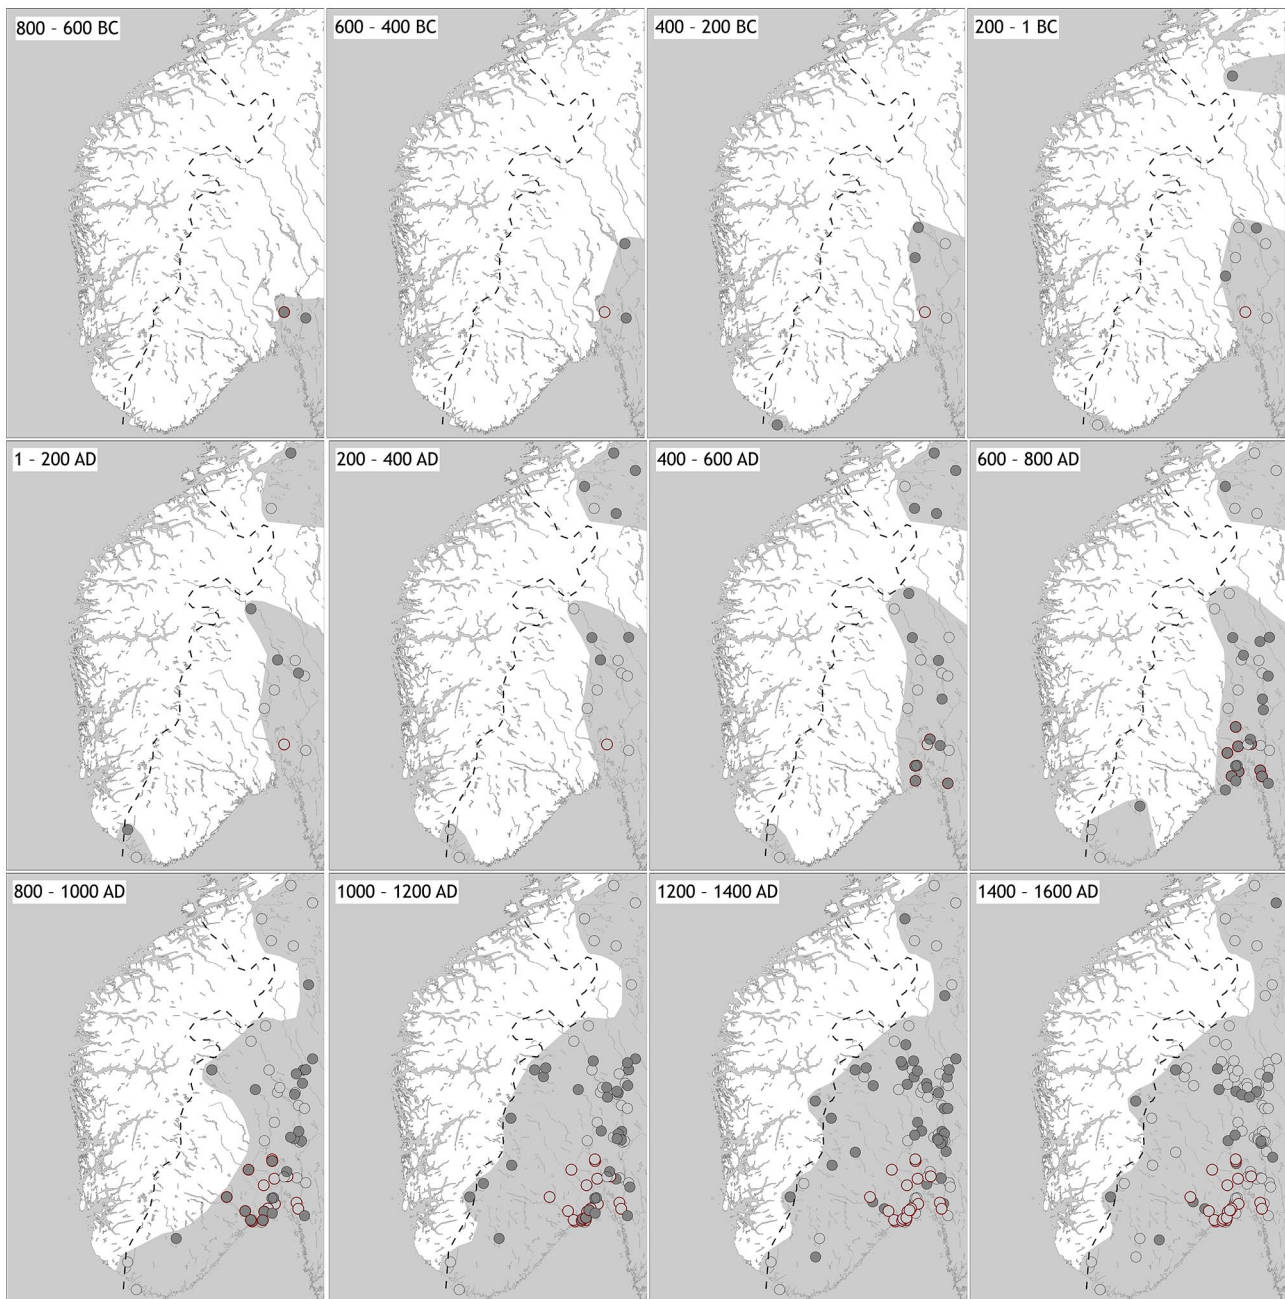 800 - 600 BC
600 - 400 BC
400 - 200 BC
200 - 1 BC
1 - 200 AD
200 - 400 AD
400 - 600 AD
600 - 800 AD
800 - 1000 AD
1000 - 1200 AD
1200 - 1400 AD
1400 - 1600 AD